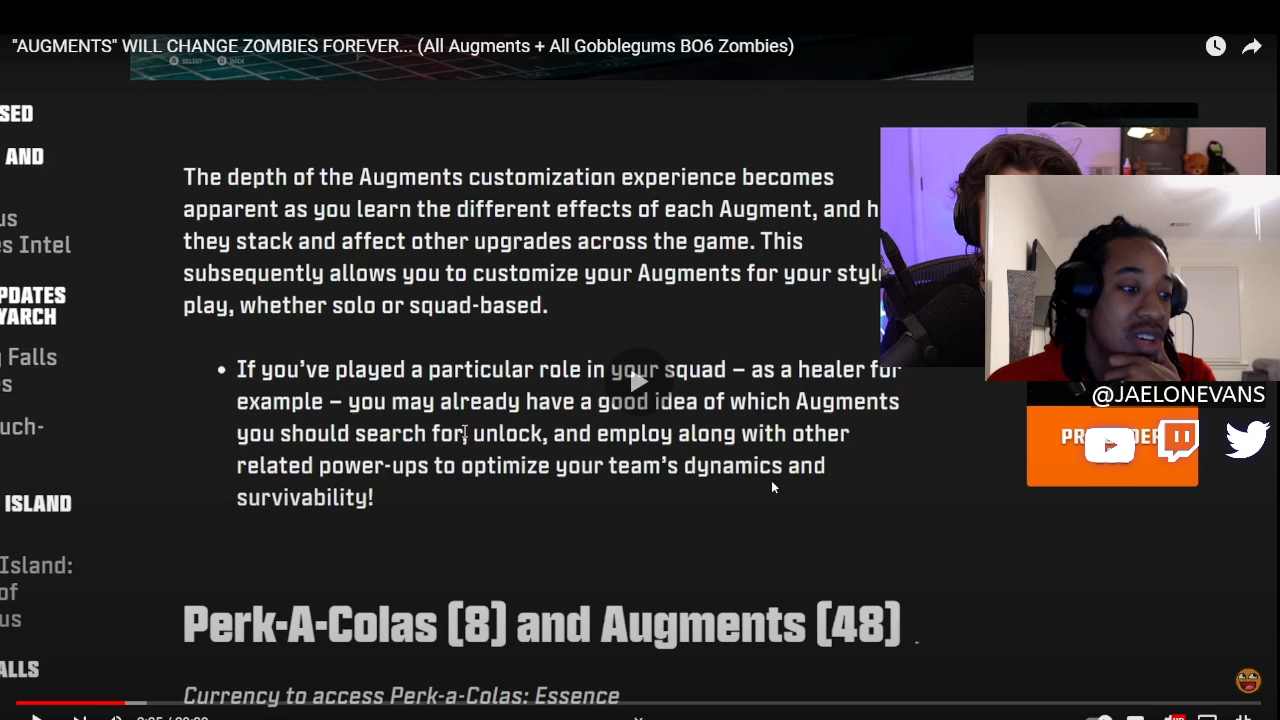 "AUGMENTS" WILL CHANGE ZOMBIES FOREVER... (All Augments + All Gobblegums BO6 Zombies)
SELECT
BACK
SED
AND
us
es Intel
PDATES
YARCH
Falls
es
uch-
ISLAND
Island:
of
us
ALLS
The depth of the Augments customization experience becomes
apparent as you learn the different effects of each Augment, and h
they stack and affect other upgrades across the game. This
subsequently allows you to customize your Augments for your style
play, whether solo or squad-based.
• If you've played a particular role in your squad – as a healer for
example – you may already have a good idea of which Augments
you should search for, unlock, and employ along with other
related power-ups to optimize your team's dynamics and
survivability!
@JAELONEVANS
Perk-A-Colas (8) and Augments (48)
Currency to access Perk-a-Colas: Essence